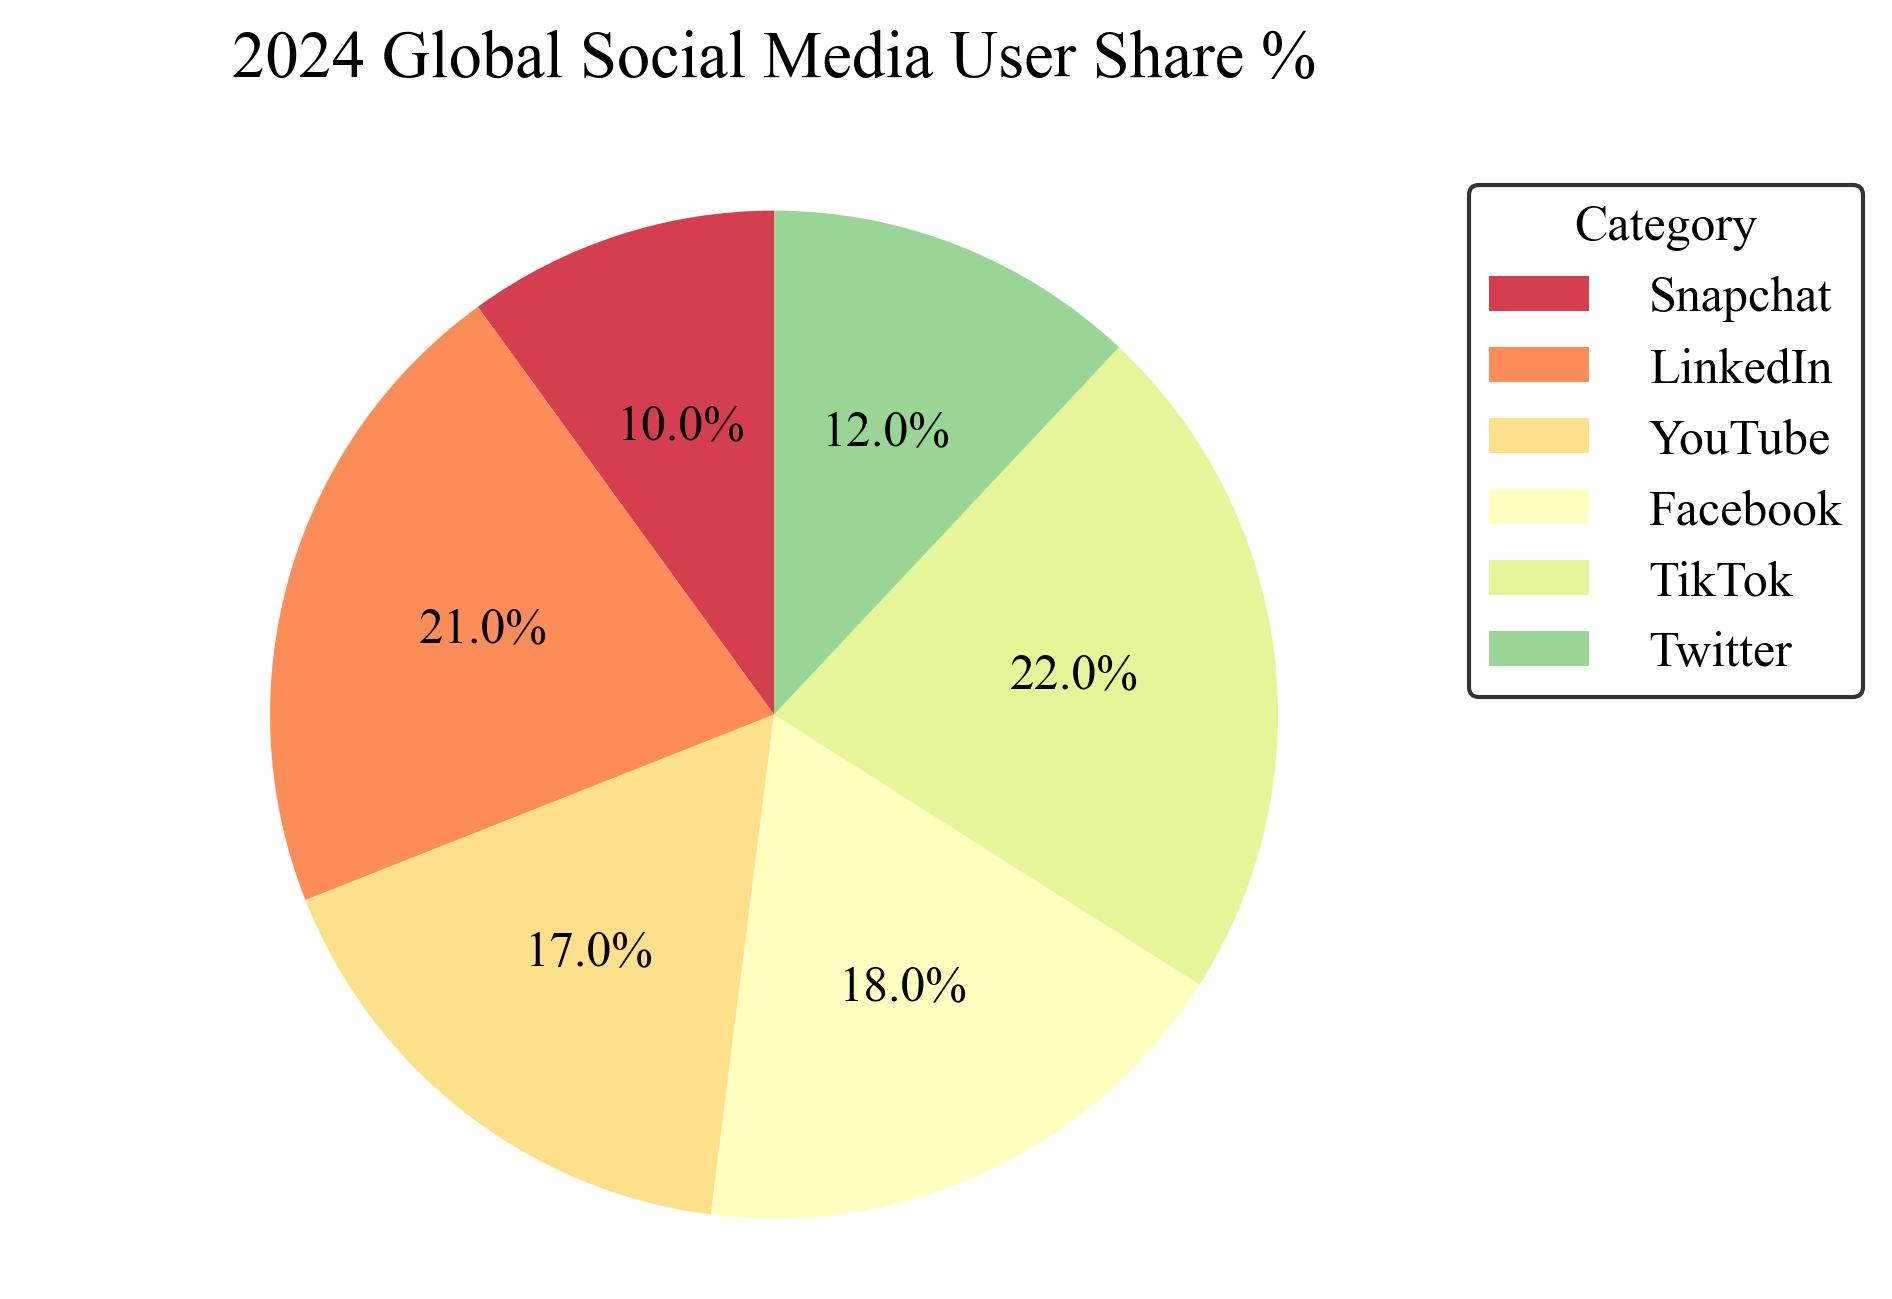 2024 Global Social Media User Share %
Category
Snapchat
LinkedIn
YouTube
Facebook
TikTok
Twitter
10.0%
12.0%
21.0%
22.0%
17.0%
18.0%